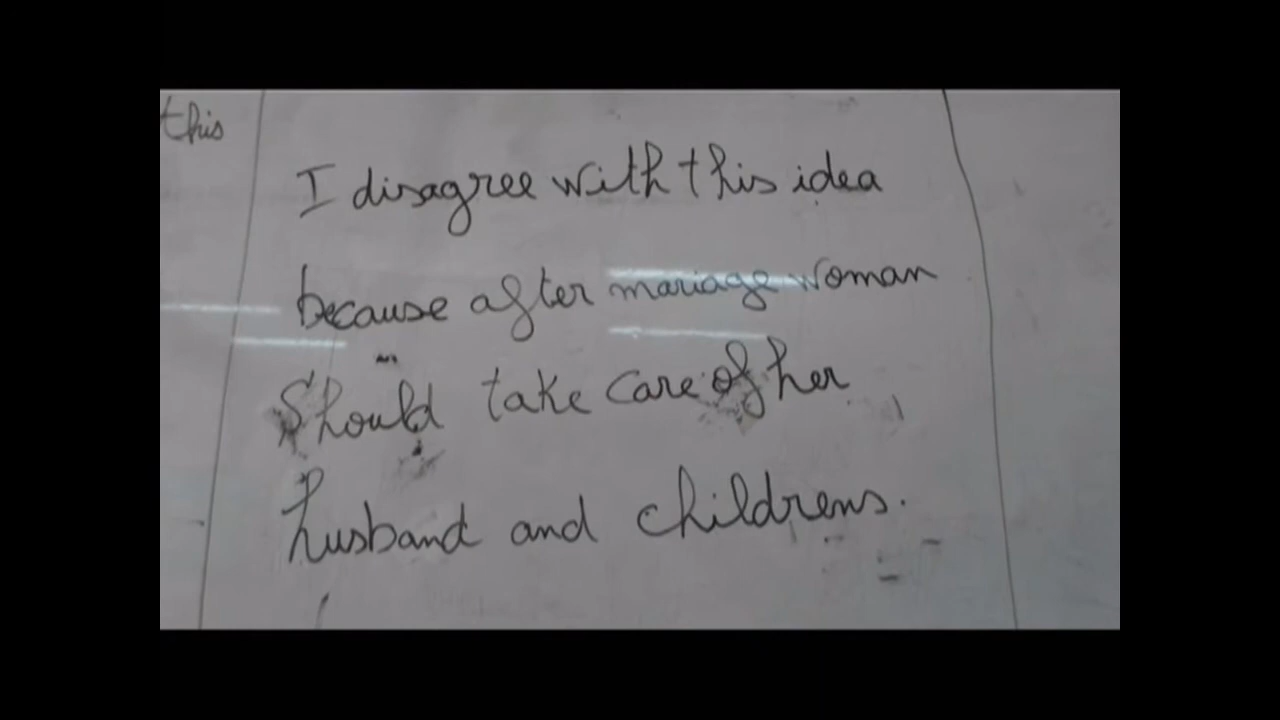 this
I disagree with this idea
because after mariage woman
should take care of her
husband and childrens.